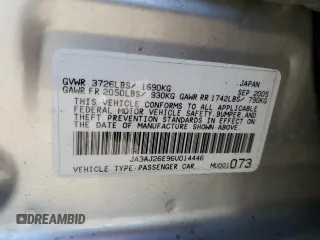 JAPAN
GVWR 3726LBS/ 1690KG SEP 2005
GAWR FR 2050LBS/ 930KG GAWR RR 1742LBS/ 790KG
THIS VEHICLE CONFORMS TO ALL APPLICABLE
FEDERAL MOTOR VEHICLE SAFETY, BUMPER, AND
THEFT PREVENTION STANDARDS IN EFFECT ON
THE DATE OF MANUFACTURE SHOWN ABOVE.
JA3AJ26E96U014446
VEHICLE TYPE:PASSENGER CAR MU001073
DREAMBID